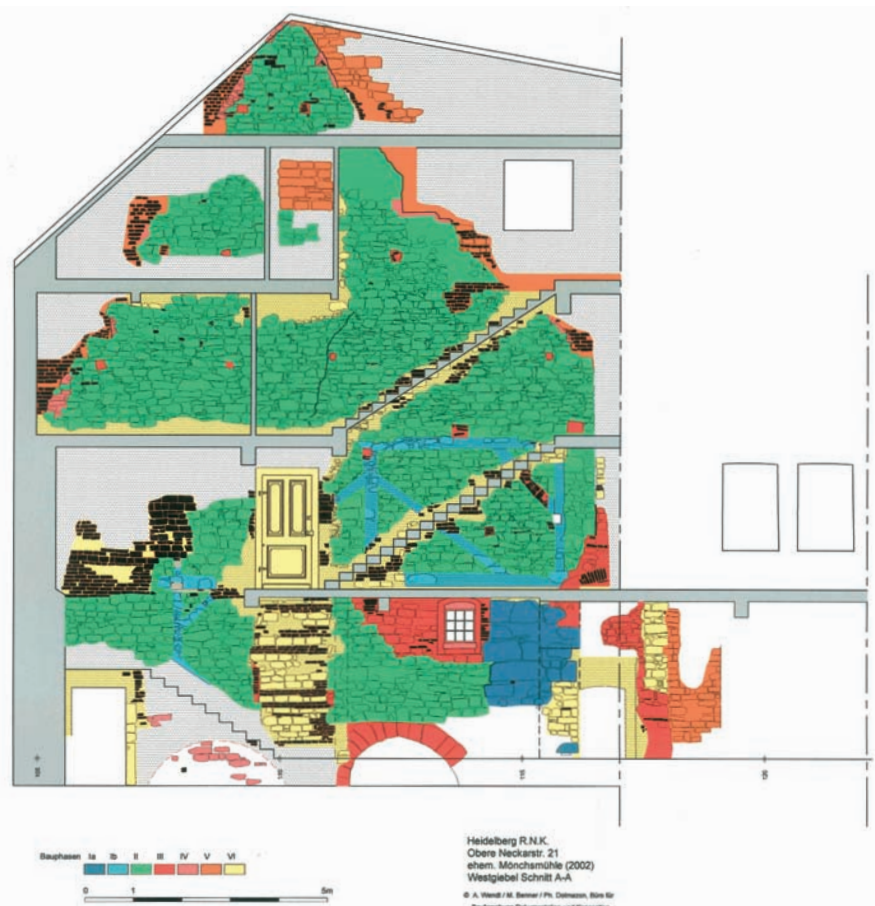 Bauphasen Ia Ib II III IV V VI
0 1 5m
Heidelberg R.N.K.
Obere Neckarstr. 21
ehem. Mönchsmühle (2002)
Westgiebel Schnitt A-A
© A. Wendt / M. Benner / Ph. Dolmazon, Büro für